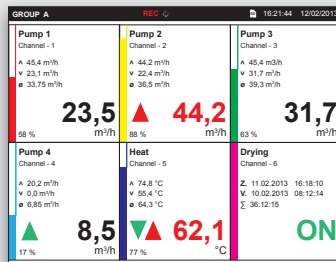 GROUP A REC 16:21:44 12/02/2013
Pump 1
Channel - 1
ʌ 45,4 m³/h
v 23,1 m³/h
ø 33,75 m³/h
23,5
58 % m³/h
Pump 2
Channel - 2
ʌ 44,2 m³/h
v 22,4 m³/h
ø 36,5 m³/h
44,2
88 % m³/h
Pump 3
Channel - 3
ʌ 45,4 m3/h
v 31,7 m³/h
ø 39,3 m³/h
31,7
63 % m³/h
Pump 4
Channel - 4
ʌ 20,2 m³/h
v 0,0 m³/h
ø 6,85 m³/h
8,5
17 % m³/h
Heat
Channel - 5
ʌ 74,8 °C
v 55,4 °C
ø 64,3 °C
62,1
77 % °C
Drying
Channel - 6
Z. 11.02.2013 16:18:10
V. 10.02.2013 08:12:14
∑ 36:12:15
ON